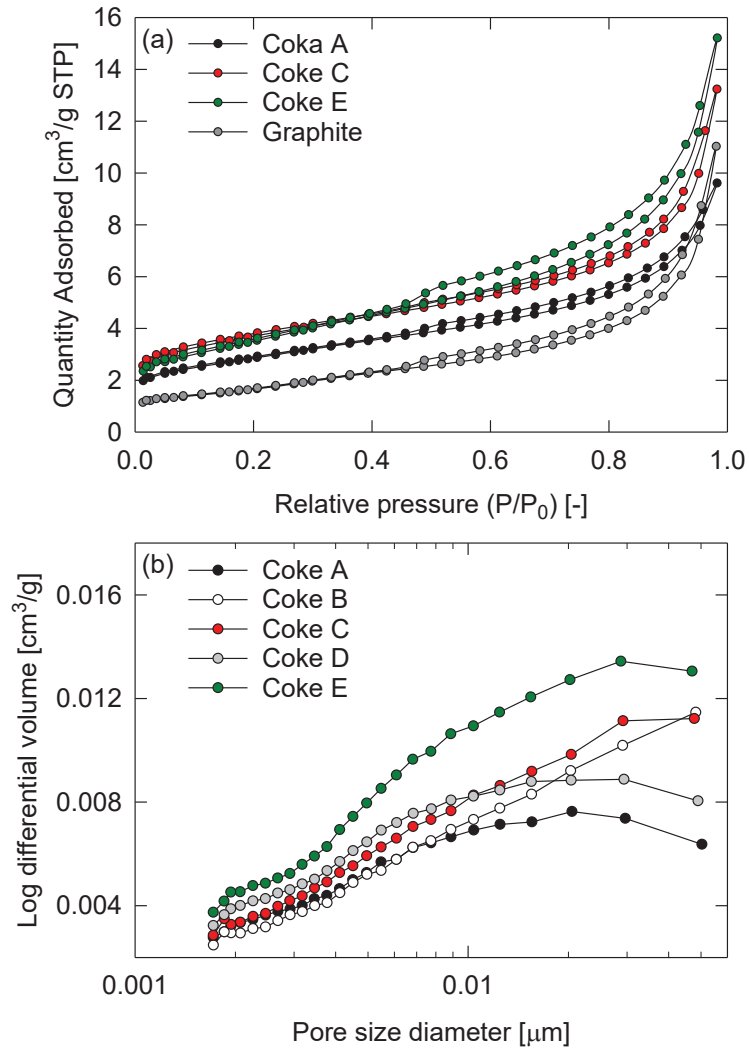 (a)
Coka A
Coke C
Coke E
Graphite
Quantity Adsorbed [cm³/g STP]
16
14
12
10
8
6
4
2
0
0.0 0.2 0.4 0.6 0.8 1.0
Relative pressure (P/P₀) [-]
(b)
Coke A
Coke B
Coke C
Coke D
Coke E
Log differential volume [cm³/g]
0.016
0.012
0.008
0.004
0.001 0.01
Pore size diameter [μm]